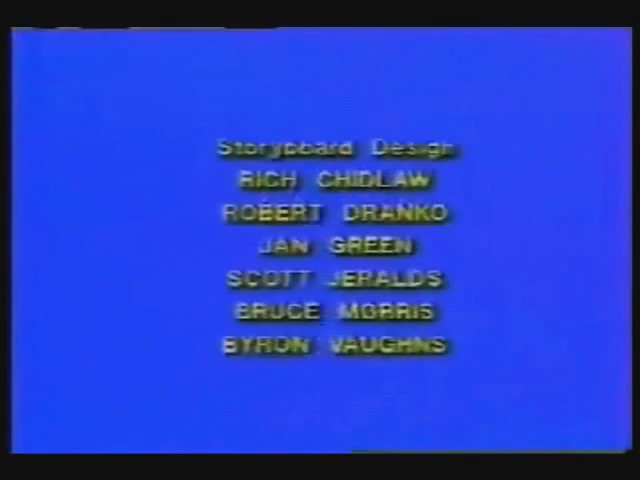 Storyboard Design
RICH CHIDLAW
ROBERT DRANKO
JAN GREEN
SCOTT JERALDS
BRUCE MORRIS
BYRON VAUGHNS